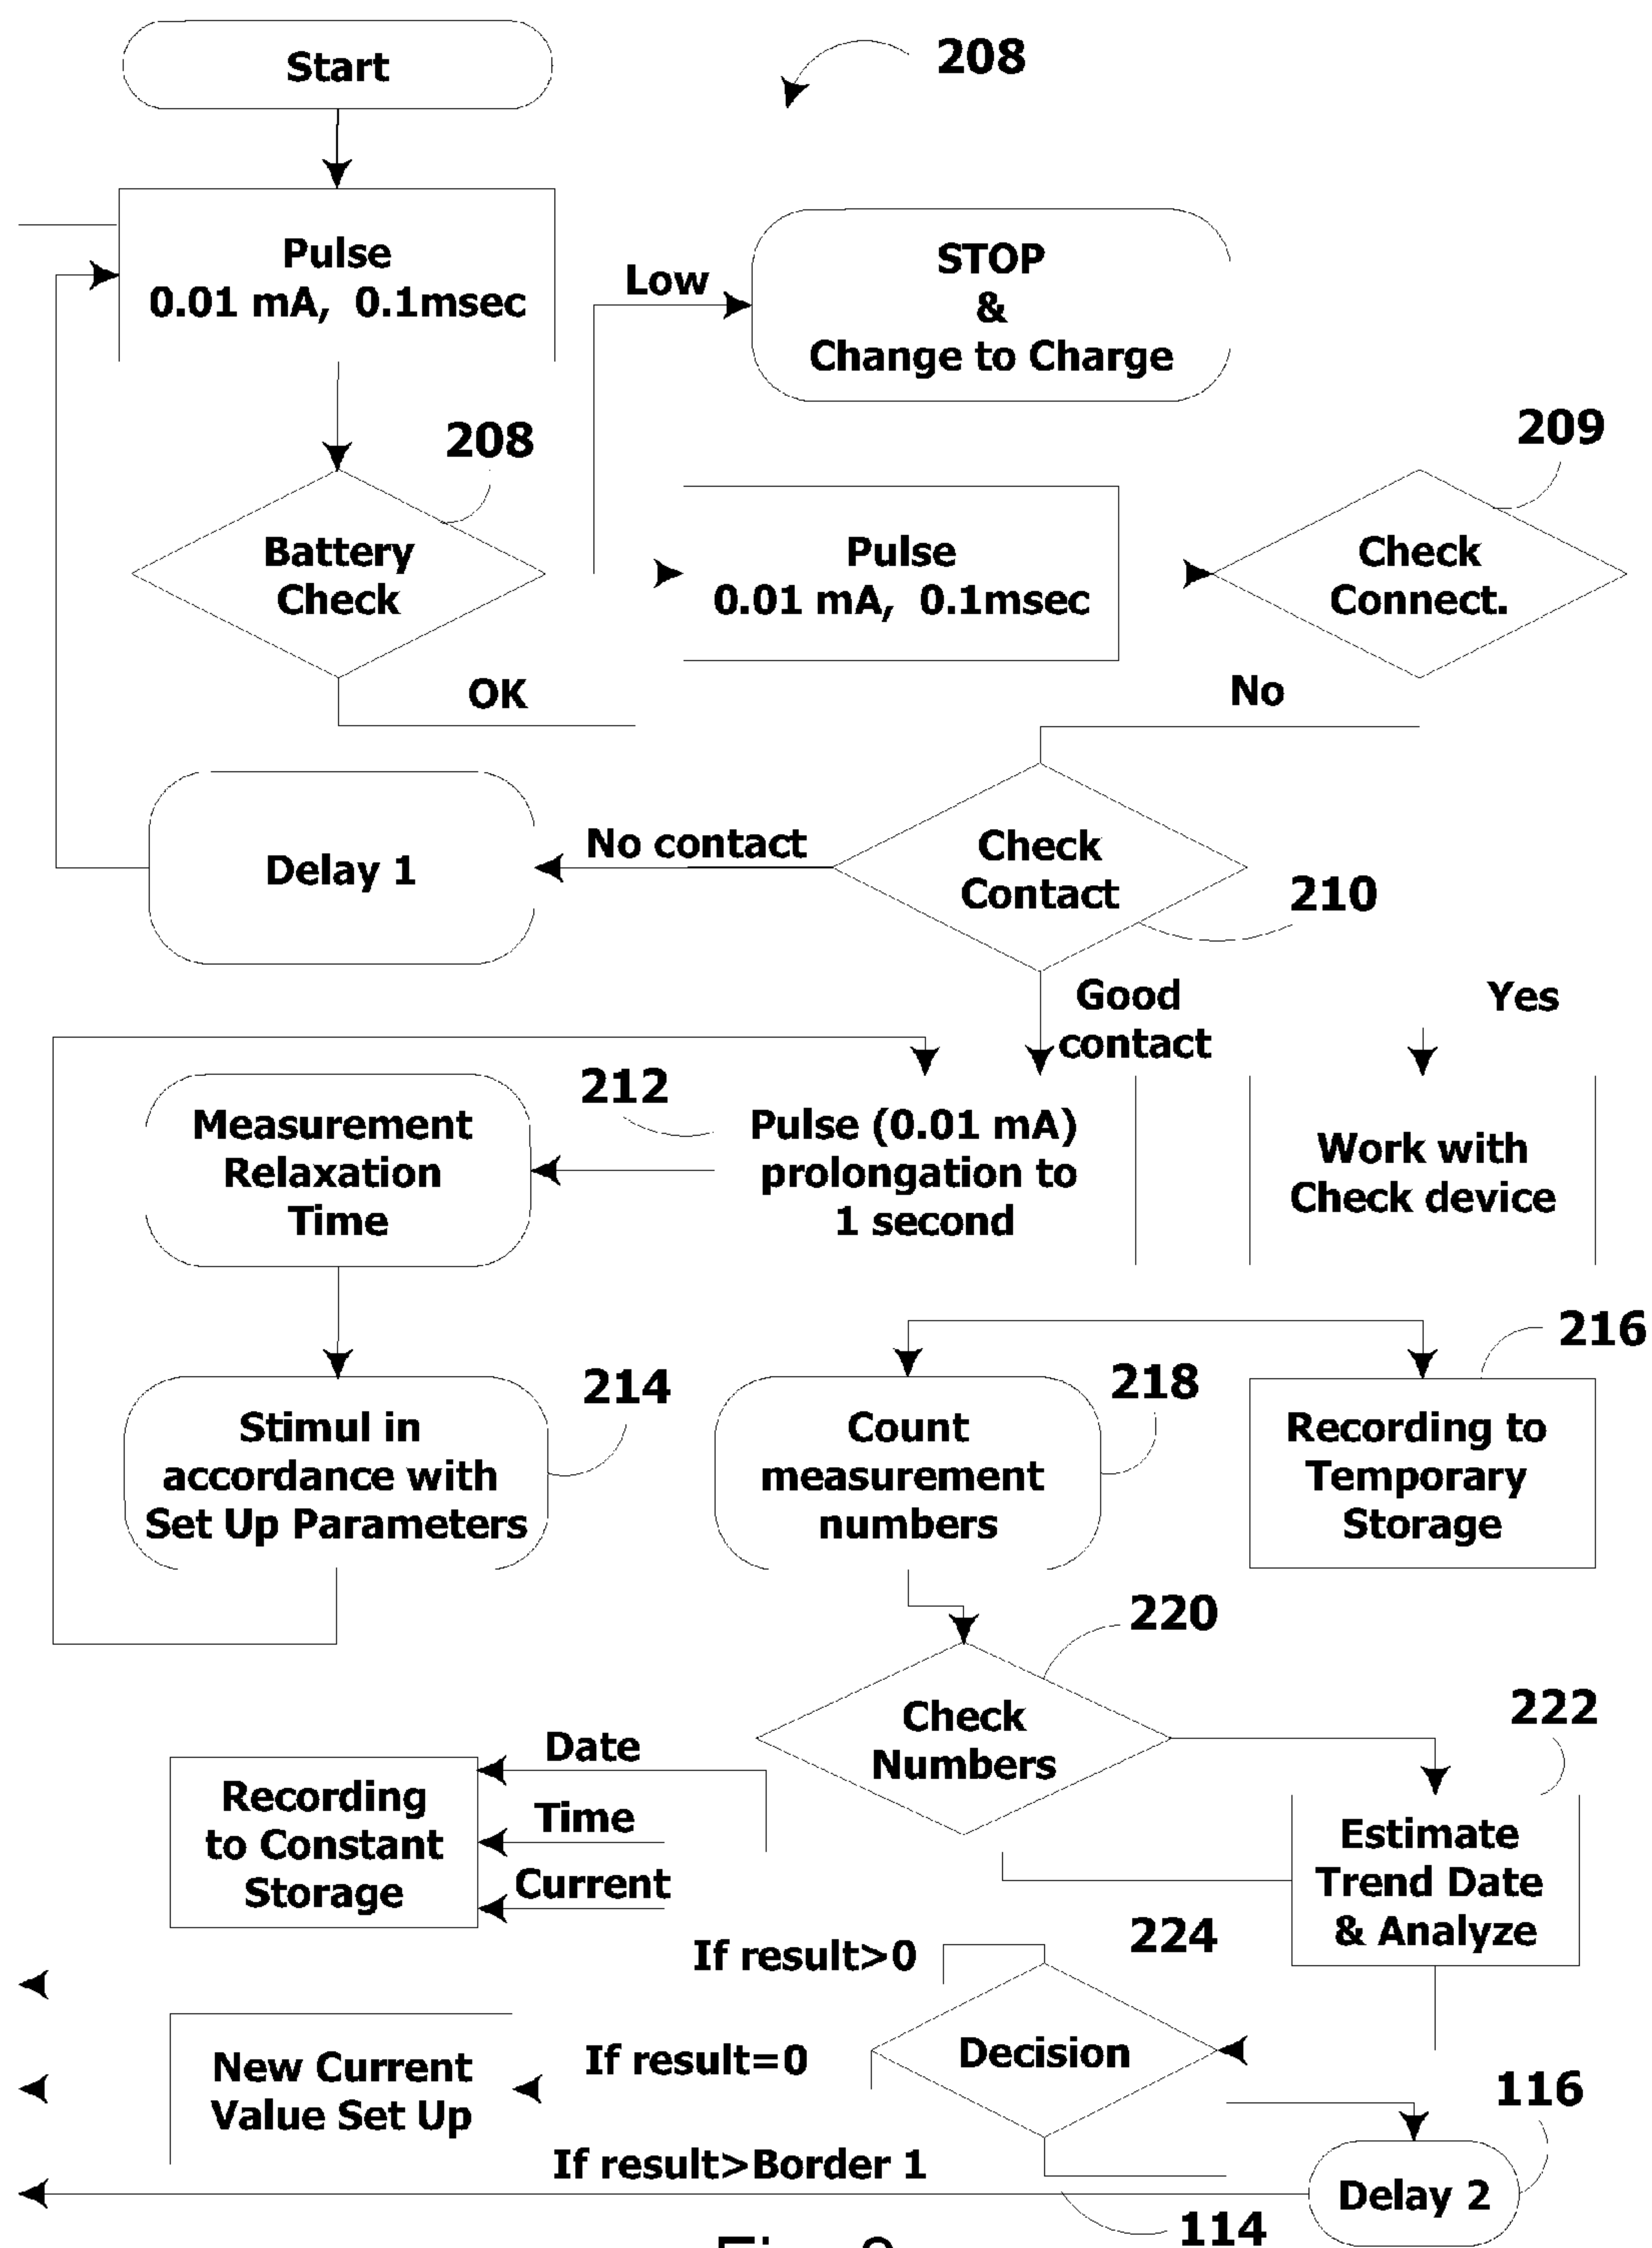 Start
208
Pulse
0.01 mA, 0.1msec
Low
STOP
&
Change to Charge
208
209
Battery
Check
Pulse
0.01 mA, 0.1msec
Check
Connect.
OK
No
Delay 1
No contact
Check
Contact
210
Good
contact
Yes
212
Measurement
Relaxation
Time
Pulse (0.01 mA)
prolongation to
1 second
Work with
Check device
216
214
218
Stimul in
accordance with
Set Up Parameters
Count
measurement
numbers
Recording to
Temporary
Storage
220
222
Check
Numbers
Date
Time
Current
Recording
to Constant
Storage
Estimate
Trend Date
& Analyze
224
If result>0
Decision
If result=0
New Current
Value Set Up
116
If result>Border 1
Delay 2
114